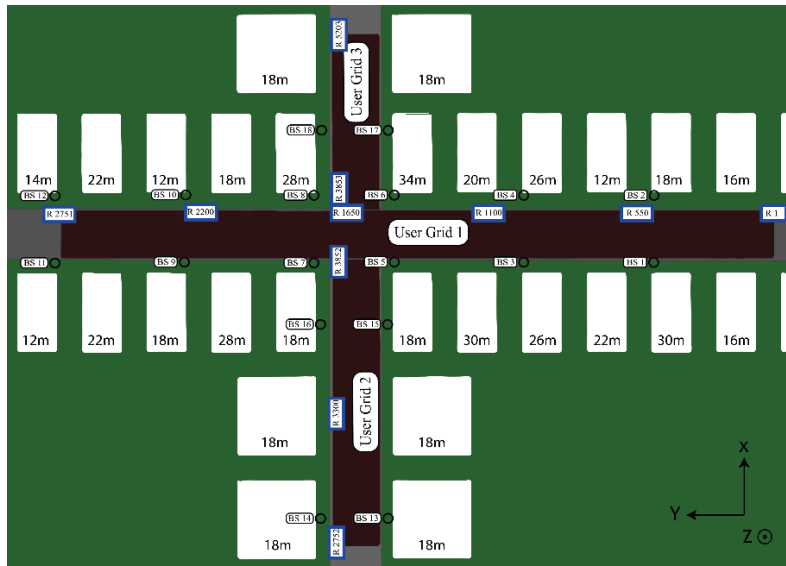 R 5203
User Grid 3
18m
18m
BS 18
BS 17
14m
22m
12m
18m
28m
34m
20m
26m
12m
18m
16m
R 3853
BS 12
BS 10
BS 8
BS 6
BS 4
BS 2
R 2751
R 2200
R 1650
R 1100
R 550
R 1
User Grid 1
BS 11
BS 9
BS 7
R 3852
BS 5
BS 3
BS 1
BS 16
BS 15
12m
22m
18m
28m
18m
18m
30m
26m
22m
30m
16m
User Grid 2
R 3300
18m
18m
X
Y
Z
BS 14
BS 13
R 2752
18m
18m